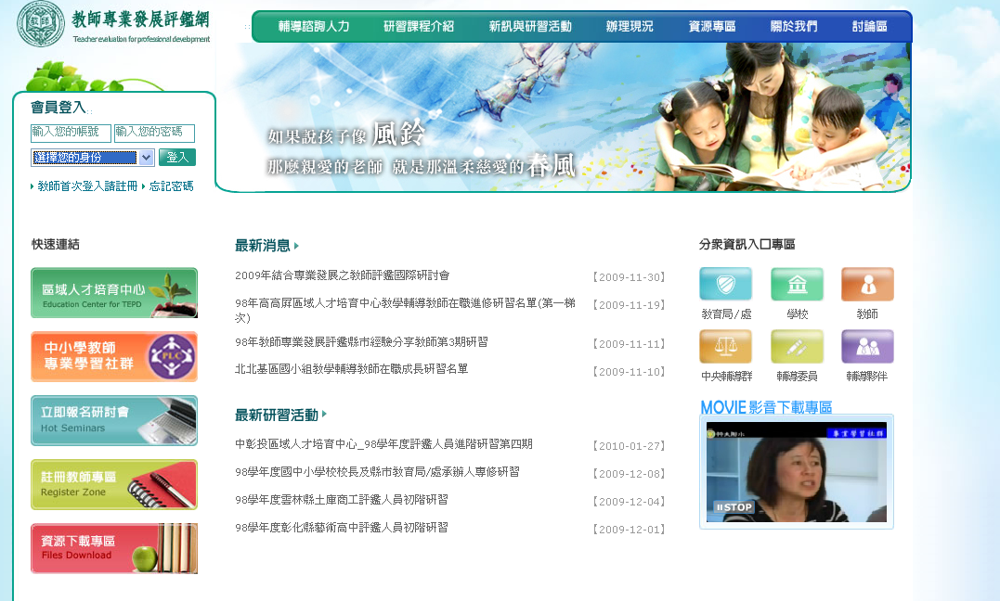 教師專業發展評鑑網
Teacher evaluation for professional development
輔導諮詢人力 研習課程介紹 新訊與研習活動 辦理現況 資源專區 關於我們 討論區
如果說孩子像 風鈴
那麼親愛的老師 就是那溫柔慈愛的春風
會員登入
輸入您的帳號 輸入您的密碼
選擇您的身份 登入
教師首次登入請註冊 忘記密碼
快速連結
區域人才培育中心
Education Center for TEPD
中小學教師
專業學習社群
PLC
立即報名研討會
Hot Seminars
註冊教師專區
Register Zone
資源下載專區
Files Download
最新消息
2009年結合專業發展之教師評鑑國際研討會 【2009-11-30】
98年高高屏區域人才培育中心教學輔導教師在職進修研習名單(第一梯次) 【2009-11-19】
98年教師專業發展評鑑縣市經驗分享教師第3期研習 【2009-11-11】
北北基區國小組教學輔導教師在職成長研習名單 【2009-11-10】
最新研習活動
中彰投區域人才培育中心_98學年度評鑑人員進階研習第四期 【2010-01-27】
98學年度國中小學校校長及縣市教育局/處承辦人專修研習 【2009-12-08】
98學年度雲林縣土庫商工評鑑人員初階研習 【2009-12-04】
98學年度彰化縣藝術高中評鑑人員初階研習 【2009-12-01】
分眾資訊入口專區
教育局/處 學校 教師
中央輔導群 輔導委員 輔導夥伴
MOVIE 影音下載專區
專業學習社群
STOP